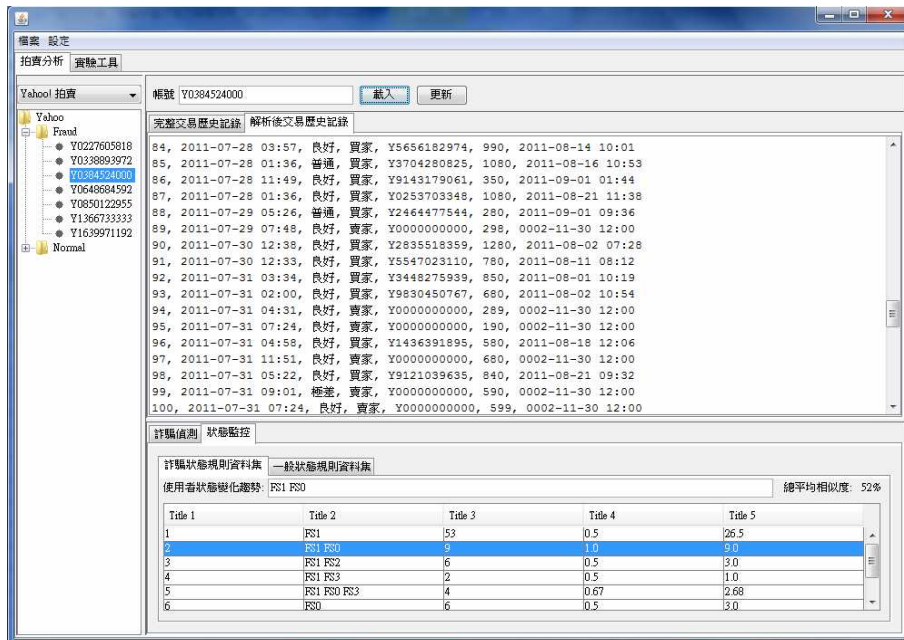 檔案 設定
拍賣分析 實驗工具
Yahoo! 拍賣
帳號 Y0384524000 載入 更新
Yahoo
Fraud
Y0227605818
Y0338893972
Y0384524000
Y0648684592
Y0850122955
Y1366733333
Y1639971192
Normal
完整交易歷史記錄 解析後交易歷史記錄
84, 2011-07-28 03:57, 良好, 買家, Y5656182974, 990, 2011-08-14 10:01
85, 2011-07-28 01:36, 普通, 買家, Y3704280825, 1080, 2011-08-16 10:53
86, 2011-07-28 11:49, 良好, 買家, Y9143179061, 350, 2011-09-01 01:44
87, 2011-07-28 01:36, 良好, 買家, Y0253703348, 1080, 2011-08-21 11:38
88, 2011-07-29 05:26, 普通, 買家, Y2464477544, 280, 2011-09-01 09:36
89, 2011-07-29 07:48, 良好, 賣家, Y0000000000, 298, 0002-11-30 12:00
90, 2011-07-30 12:38, 良好, 買家, Y2835518359, 1280, 2011-08-02 07:28
91, 2011-07-30 12:33, 良好, 買家, Y5547023110, 780, 2011-08-11 08:12
92, 2011-07-31 03:34, 良好, 買家, Y3448275939, 850, 2011-08-01 10:19
93, 2011-07-31 02:00, 良好, 買家, Y9830450767, 680, 2011-08-02 10:54
94, 2011-07-31 04:31, 良好, 賣家, Y0000000000, 289, 0002-11-30 12:00
95, 2011-07-31 07:24, 良好, 賣家, Y0000000000, 190, 0002-11-30 12:00
96, 2011-07-31 04:58, 良好, 買家, Y1436391895, 580, 2011-08-18 12:06
97, 2011-07-31 11:51, 良好, 賣家, Y0000000000, 680, 0002-11-30 12:00
98, 2011-07-31 05:22, 良好, 買家, Y9121039635, 840, 2011-08-21 09:32
99, 2011-07-31 09:01, 極差, 賣家, Y0000000000, 590, 0002-11-30 12:00
100, 2011-07-31 07:24, 良好, 賣家, Y0000000000, 599, 0002-11-30 12:00
詐騙偵測 狀態監控
詐騙狀態規則資料集 一般狀態規則資料集
使用者狀態變化趨勢: FS1 FS0 總平均相似度: 52%
Title 1 Title 2 Title 3 Title 4 Title 5
1 FS1 53 0.5 26.5
2 FS1 FS0 9 1.0 9.0
3 FS1 FS2 6 0.5 3.0
4 FS1 FS3 2 0.5 1.0
5 FS1 FS0 FS3 4 0.67 2.68
6 FS0 6 0.5 3.0